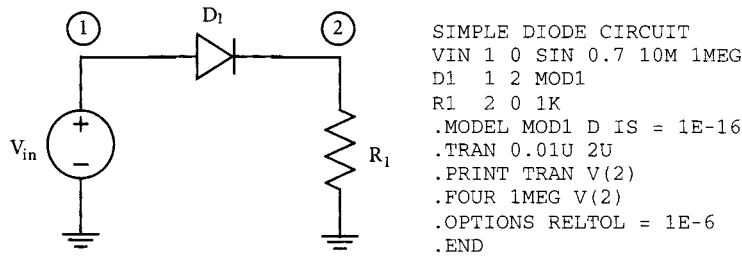 1
D1
2
+
Vin
−
R1
SIMPLE DIODE CIRCUIT
VIN 1 0 SIN 0.7 10M 1MEG
D1 1 2 MOD1
R1 2 0 1K
.MODEL MOD1 D IS = 1E-16
.TRAN 0.01U 2U
.PRINT TRAN V(2)
.FOUR 1MEG V(2)
.OPTIONS RELTOL = 1E-6
.END